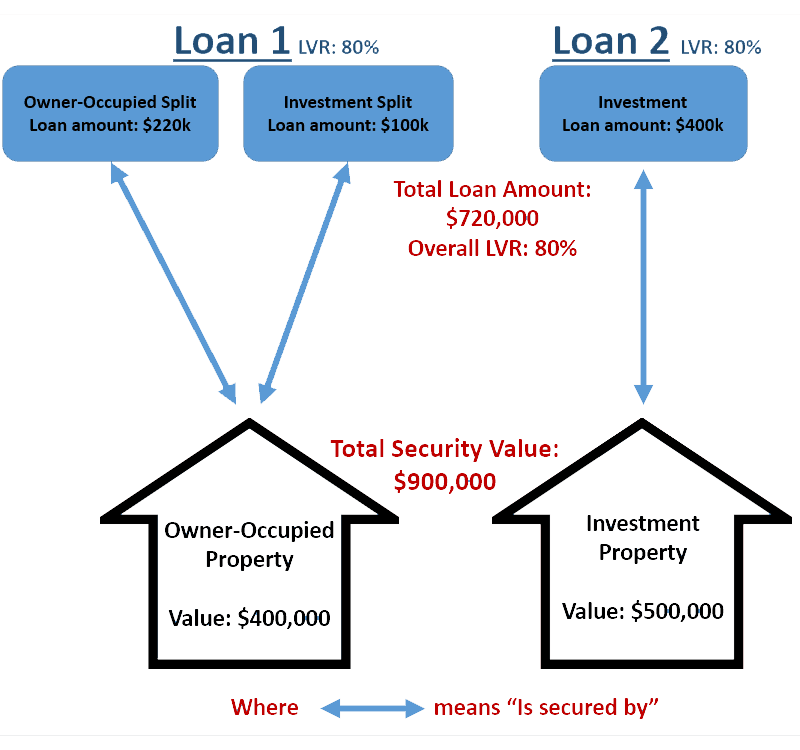 Loan 1 LVR: 80%
Loan 2 LVR: 80%
Owner-Occupied Split
Loan amount: $220k
Investment Split
Loan amount: $100k
Investment
Loan amount: $400k
Total Loan Amount:
$720,000
Overall LVR: 80%
Total Security Value:
$900,000
Owner-Occupied
Property
Value: $400,000
Investment
Property
Value: $500,000
Where means “Is secured by”